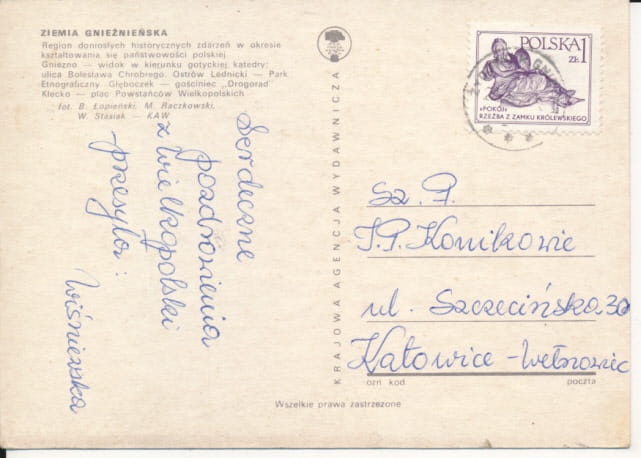 ZIEMIA GNIEŹNIEŃSKA
Region doniosłych historycznych zdarzeń w okresie
kształtowania się państwowości polskiej.
Gniezno — widok w kierunku gotyckiej katedry;
ulica Bolesława Chrobrego. Ostrów Lednicki — Park
Etnograficzny. Głęboczek — gościniec „Drogorad"
Kłecko — plac Powstańców Wielkopolskich
fot. B. Łopieński, M. Raczkowski,
W. Stasiak — KAW
Serdeczne
pozdrowienia
z wielkopolski
przesyła:
Wiśniewska
KRAJOWA AGENCJA WYDAWNICZA
POLSKA 1
ZŁ
»POKÓJ«
RZEŹBA Z ZAMKU KRÓLEWSKIEGO
Sz. P.
J.P. Konikowie
ul. Szczecińska 30
Katowice - Wełnowiec
ozn kod
poczta
Wszelkie prawa zastrzeżone